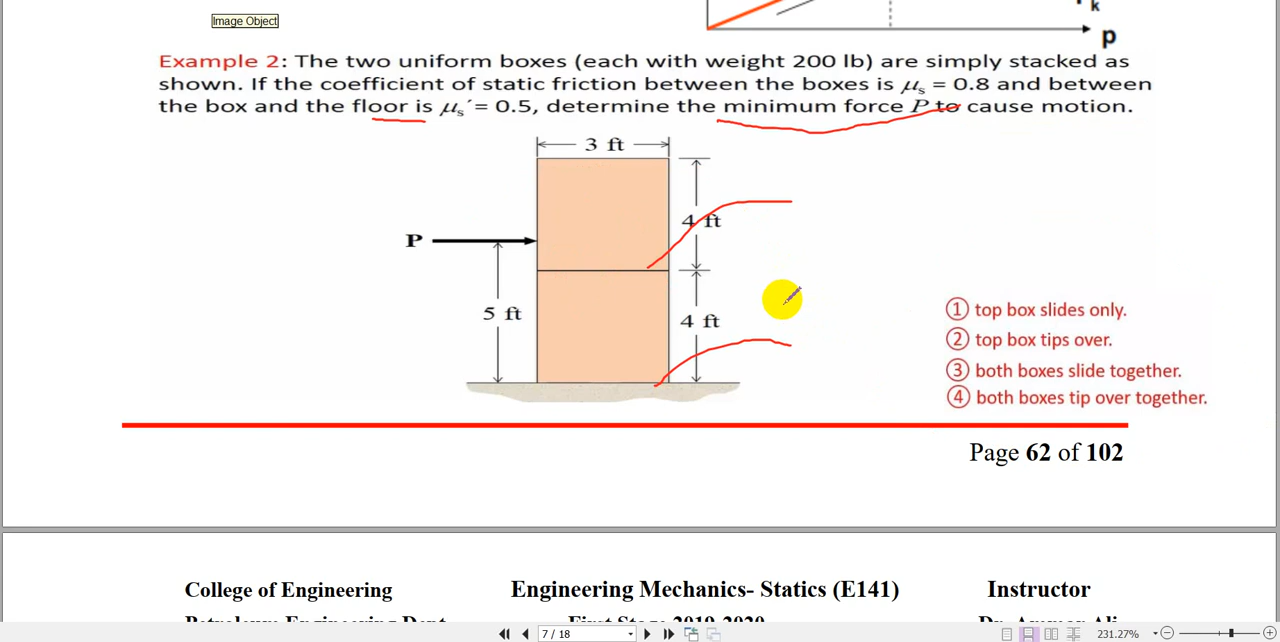 Image Object
k
p
Example 2: The two uniform boxes (each with weight 200 lb) are simply stacked as
shown. If the coefficient of static friction between the boxes is μs = 0.8 and between
the box and the floor is μs´= 0.5, determine the minimum force P to cause motion.
3 ft
4 ft
P
5 ft
4 ft
① top box slides only.
② top box tips over.
③ both boxes slide together.
④ both boxes tip over together.
Page 62 of 102
College of Engineering Engineering Mechanics- Statics (E141) Instructor
7 / 18
231.27%